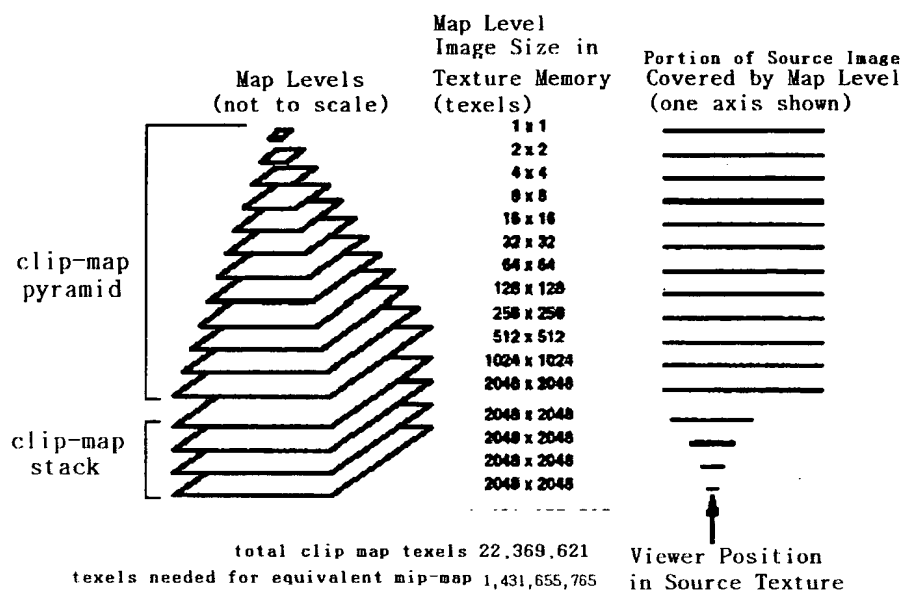 Map Level
Image Size in
Texture Memory
(texels)
Map Levels
(not to scale)
Portion of Source Image
Covered by Map Level
(one axis shown)
1 x 1
2 x 2
4 x 4
8 x 8
16 x 16
32 x 32
64 x 64
128 x 128
256 x 256
512 x 512
1024 x 1024
2048 x 2048
2048 x 2048
2048 x 2048
2048 x 2048
2048 x 2048
clip-map
pyramid
clip-map
stack
total clip map texels 22,369,621
texels needed for equivalent mip-map 1,431,655,765
Viewer Position
in Source Texture